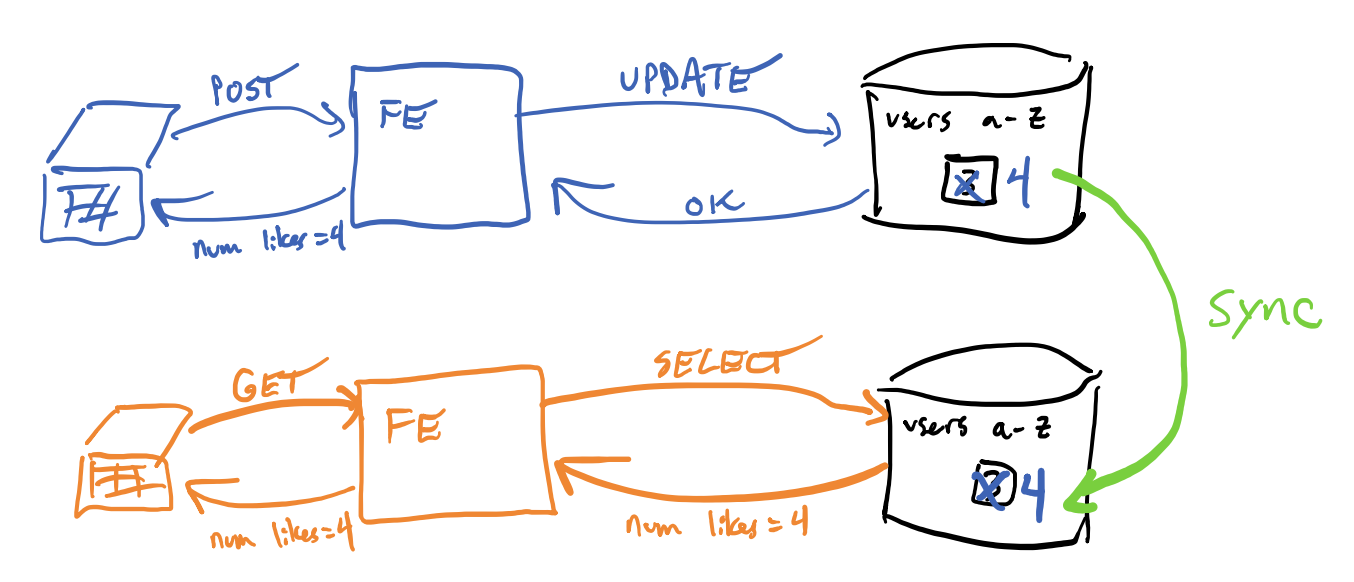 POST
UPDATE
FE
users a-z
3 4
OK
num likes=4
sync
GET
SELECT
FE
users a-z
3 4
num likes=4
num likes=4